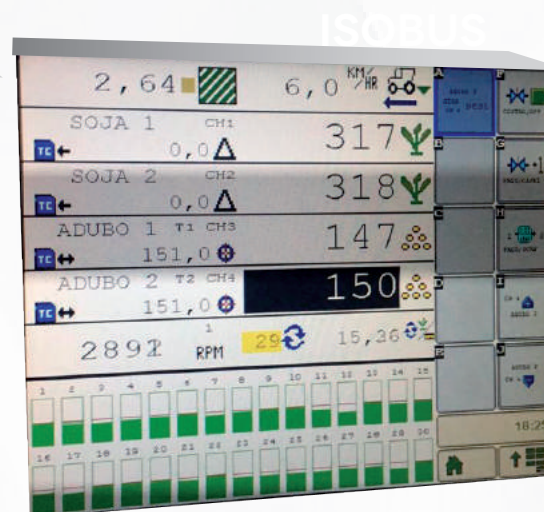 ISOBUS
2,64 6,0 KM/HR
SOJA 1 CH1 317
TC 0,0
SOJA 2 CH2 318
TC 0,0
ADUBO 1 T1 CH3 147
TC 151,0
ADUBO 2 T2 CH4 150
TC 151,0
1 RPM 29 15,36
1 2 3 4 5 6 7 8 9 10 11 12 13 14 15
16 17 18 19 20 21 22 23 24 25 26 27 28 29 30
A F
B G
C H
D I
E J
18:25